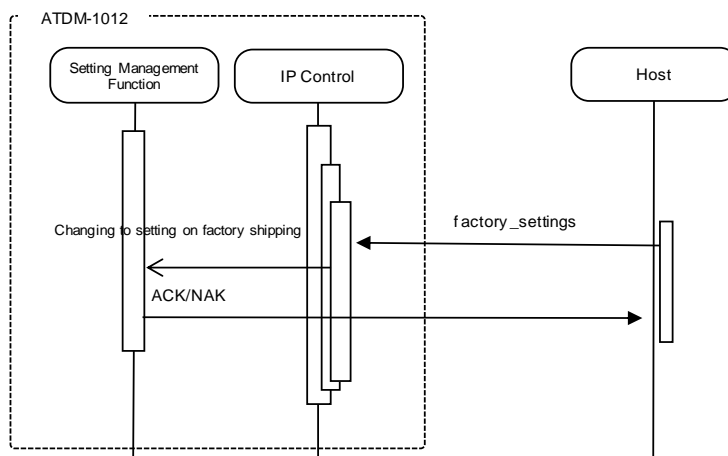 ATDM-1012
Setting Management
Function
IP Control
Host
factory_settings
Changing to setting on factory shipping
ACK/NAK